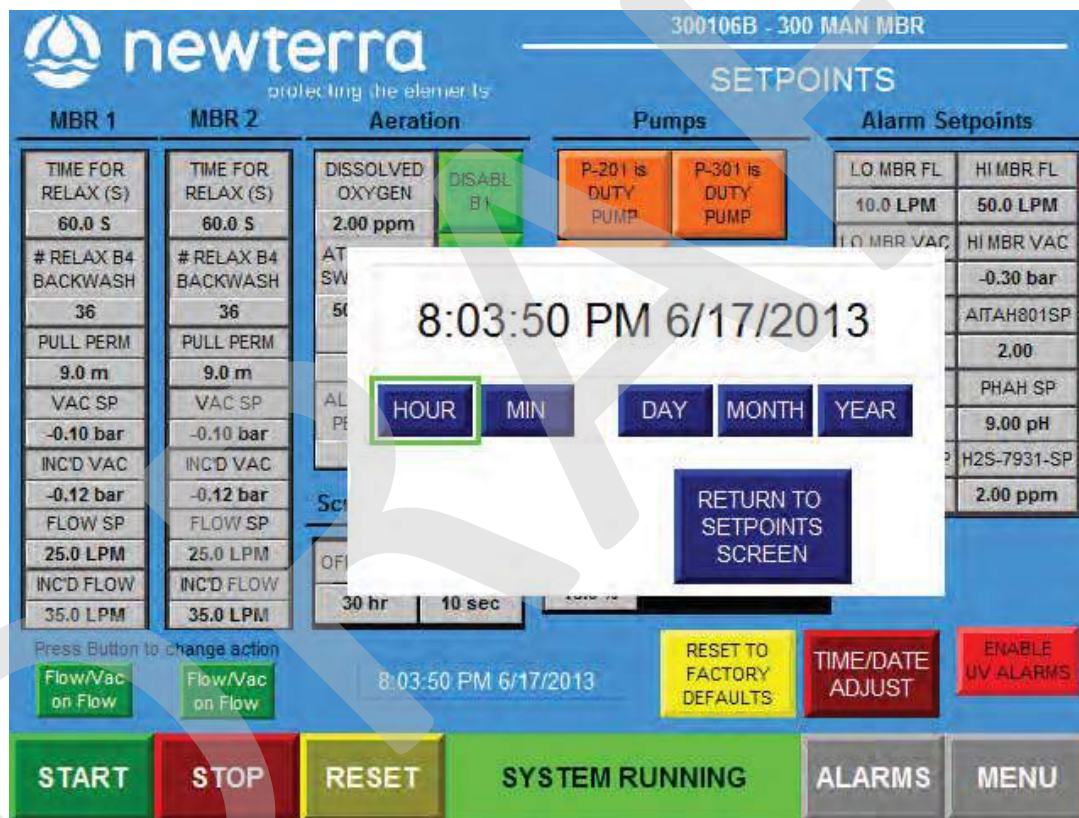 newterra
protecting the elements
300106B - 300 MAN MBR
SETPOINTS
MBR 1
MBR 2
Aeration
Pumps
Alarm Setpoints
TIME FOR
RELAX (S)
60.0 S
# RELAX B4
BACKWASH
36
PULL PERM
9.0 m
VAC SP
-0.10 bar
INC'D VAC
-0.12 bar
FLOW SP
25.0 LPM
INC'D FLOW
35.0 LPM
TIME FOR
RELAX (S)
60.0 S
# RELAX B4
BACKWASH
36
PULL PERM
9.0 m
VAC SP
-0.10 bar
INC'D VAC
-0.12 bar
FLOW SP
25.0 LPM
INC'D FLOW
35.0 LPM
DISSOLVED
OXYGEN
2.00 ppm
DISABL
B1
30 hr
10 sec
P-201 is
DUTY
PUMP
P-301 is
DUTY
PUMP
LO MBR FL
10.0 LPM
LO MBR VAC
HI MBR FL
50.0 LPM
HI MBR VAC
-0.30 bar
AITAH801SP
2.00
PHAH SP
9.00 pH
H2S-7931-SP
2.00 ppm
8:03:50 PM 6/17/2013
HOUR
MIN
DAY
MONTH
YEAR
RETURN TO
SETPOINTS
SCREEN
Press Button to change action
Flow/Vac
on Flow
Flow/Vac
on Flow
8:03:50 PM 6/17/2013
RESET TO
FACTORY
DEFAULTS
TIME/DATE
ADJUST
ENABLE
UV ALARMS
START
STOP
RESET
SYSTEM RUNNING
ALARMS
MENU